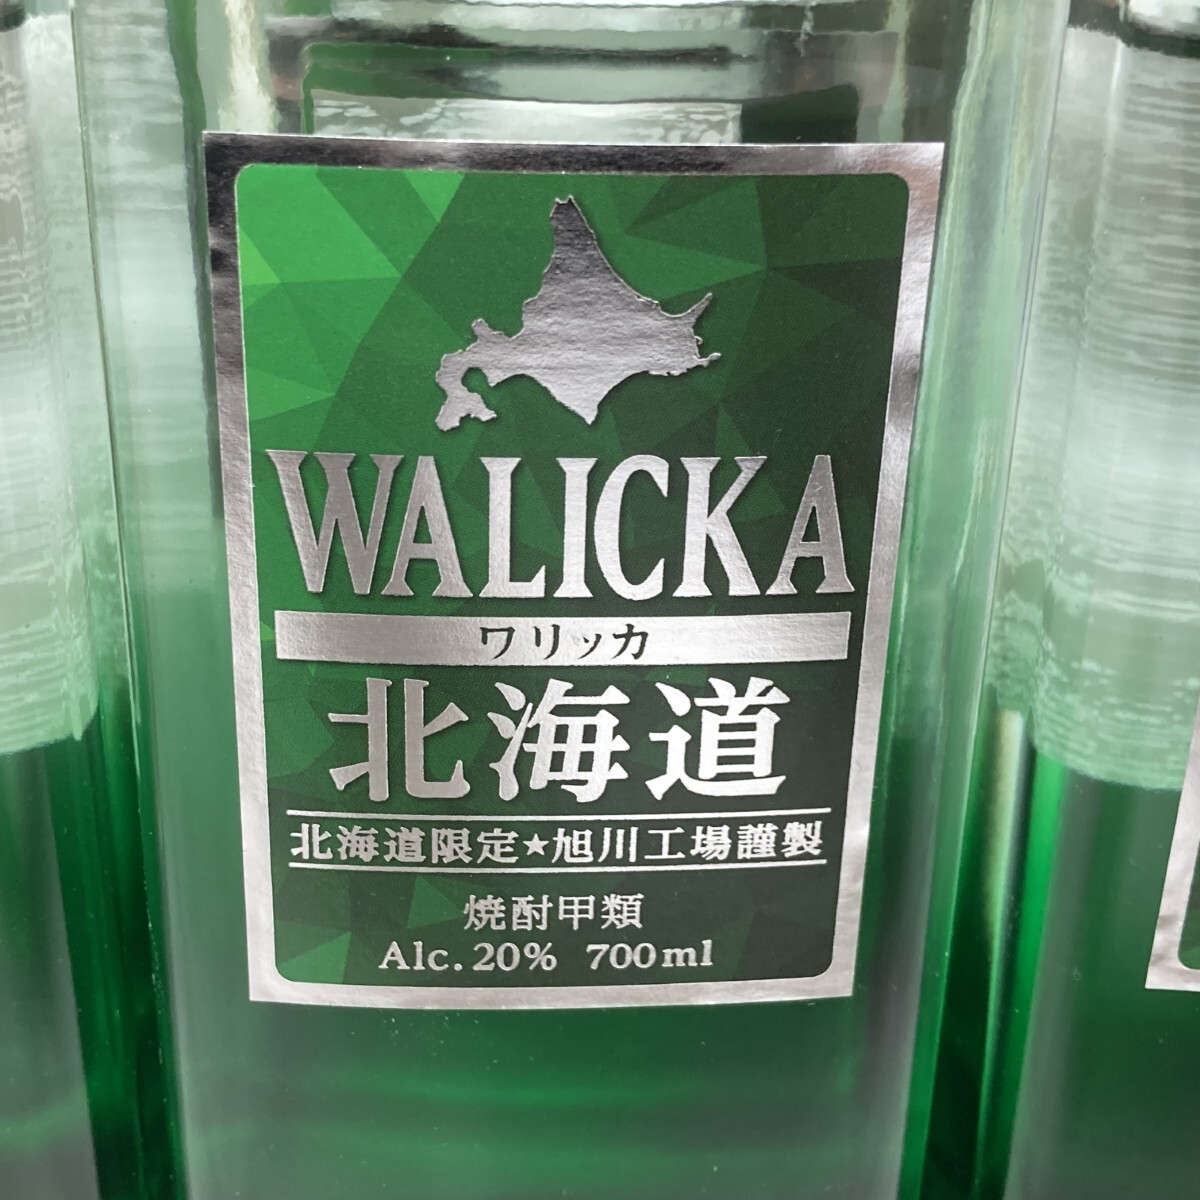 WALICKA
ワリッカ
北海道
北海道限定★旭川工場謹製
焼酎甲類
Alc.20% 700ml